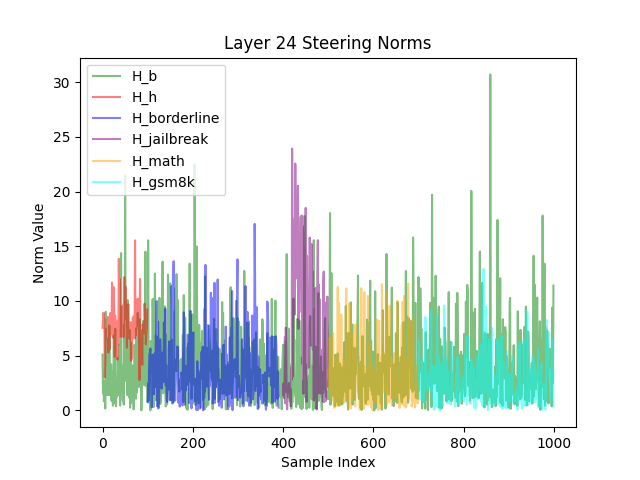 Layer 24 Steering Norms
H_b
H_h
H_borderline
H_jailbreak
H_math
H_gsm8k
Norm Value
30
25
20
15
10
5
0
0 200 400 600 800 1000
Sample Index